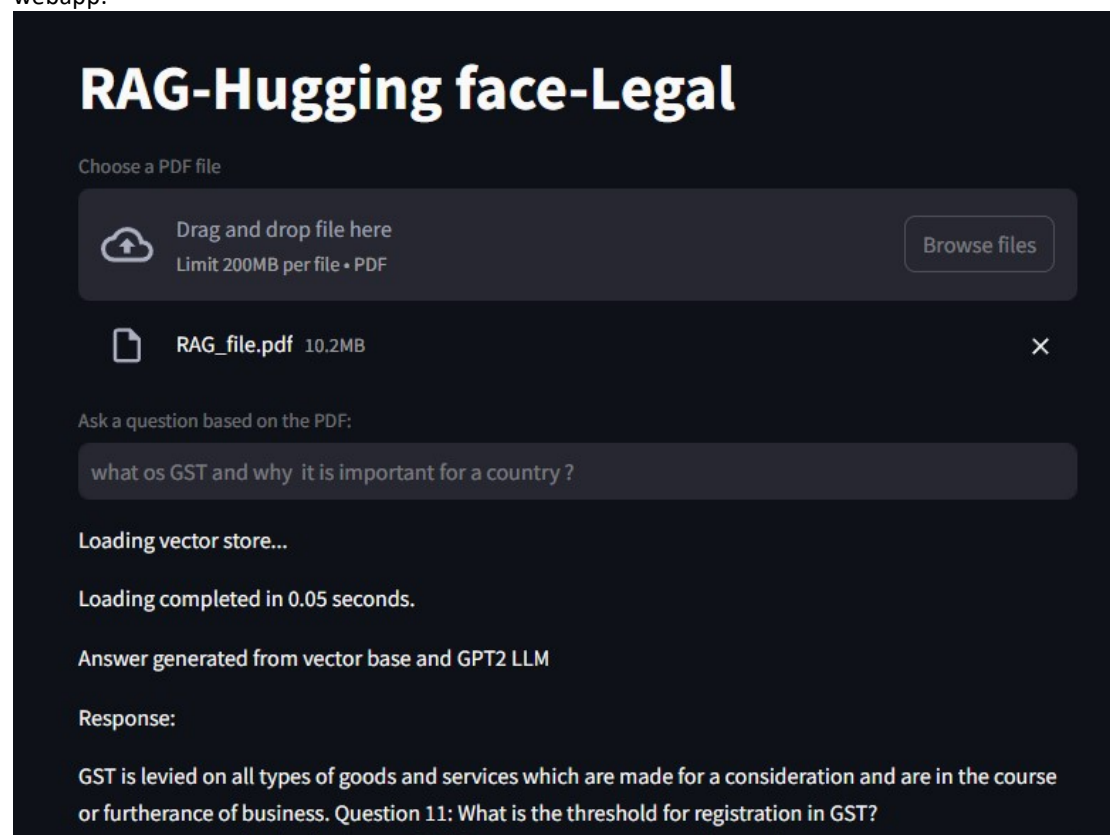 webapp.
RAG-Hugging face-Legal
Choose a PDF file
Drag and drop file here
Limit 200MB per file • PDF
Browse files
RAG_file.pdf 10.2MB
Ask a question based on the PDF:
what os GST and why it is important for a country ?
Loading vector store...
Loading completed in 0.05 seconds.
Answer generated from vector base and GPT2 LLM
Response:
GST is levied on all types of goods and services which are made for a consideration and are in the course
or furtherance of business. Question 11: What is the threshold for registration in GST?